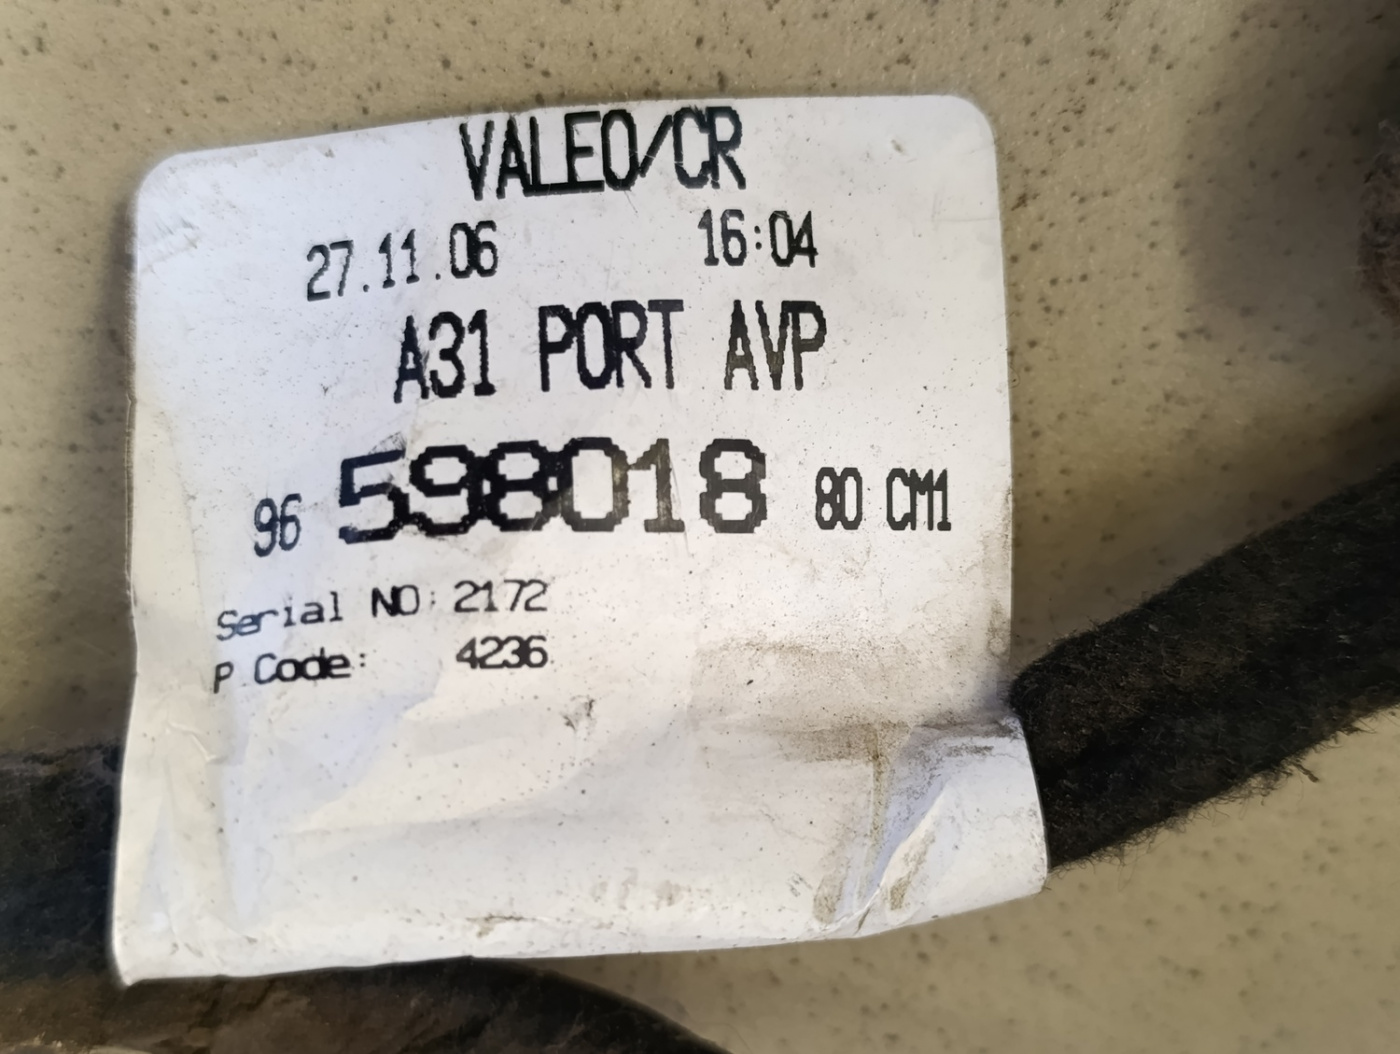 VALEO/CR
27.11.06 16:04
A31 PORT AVP
96 598018 80 CM1
Serial NO: 2172
P Code: 4236